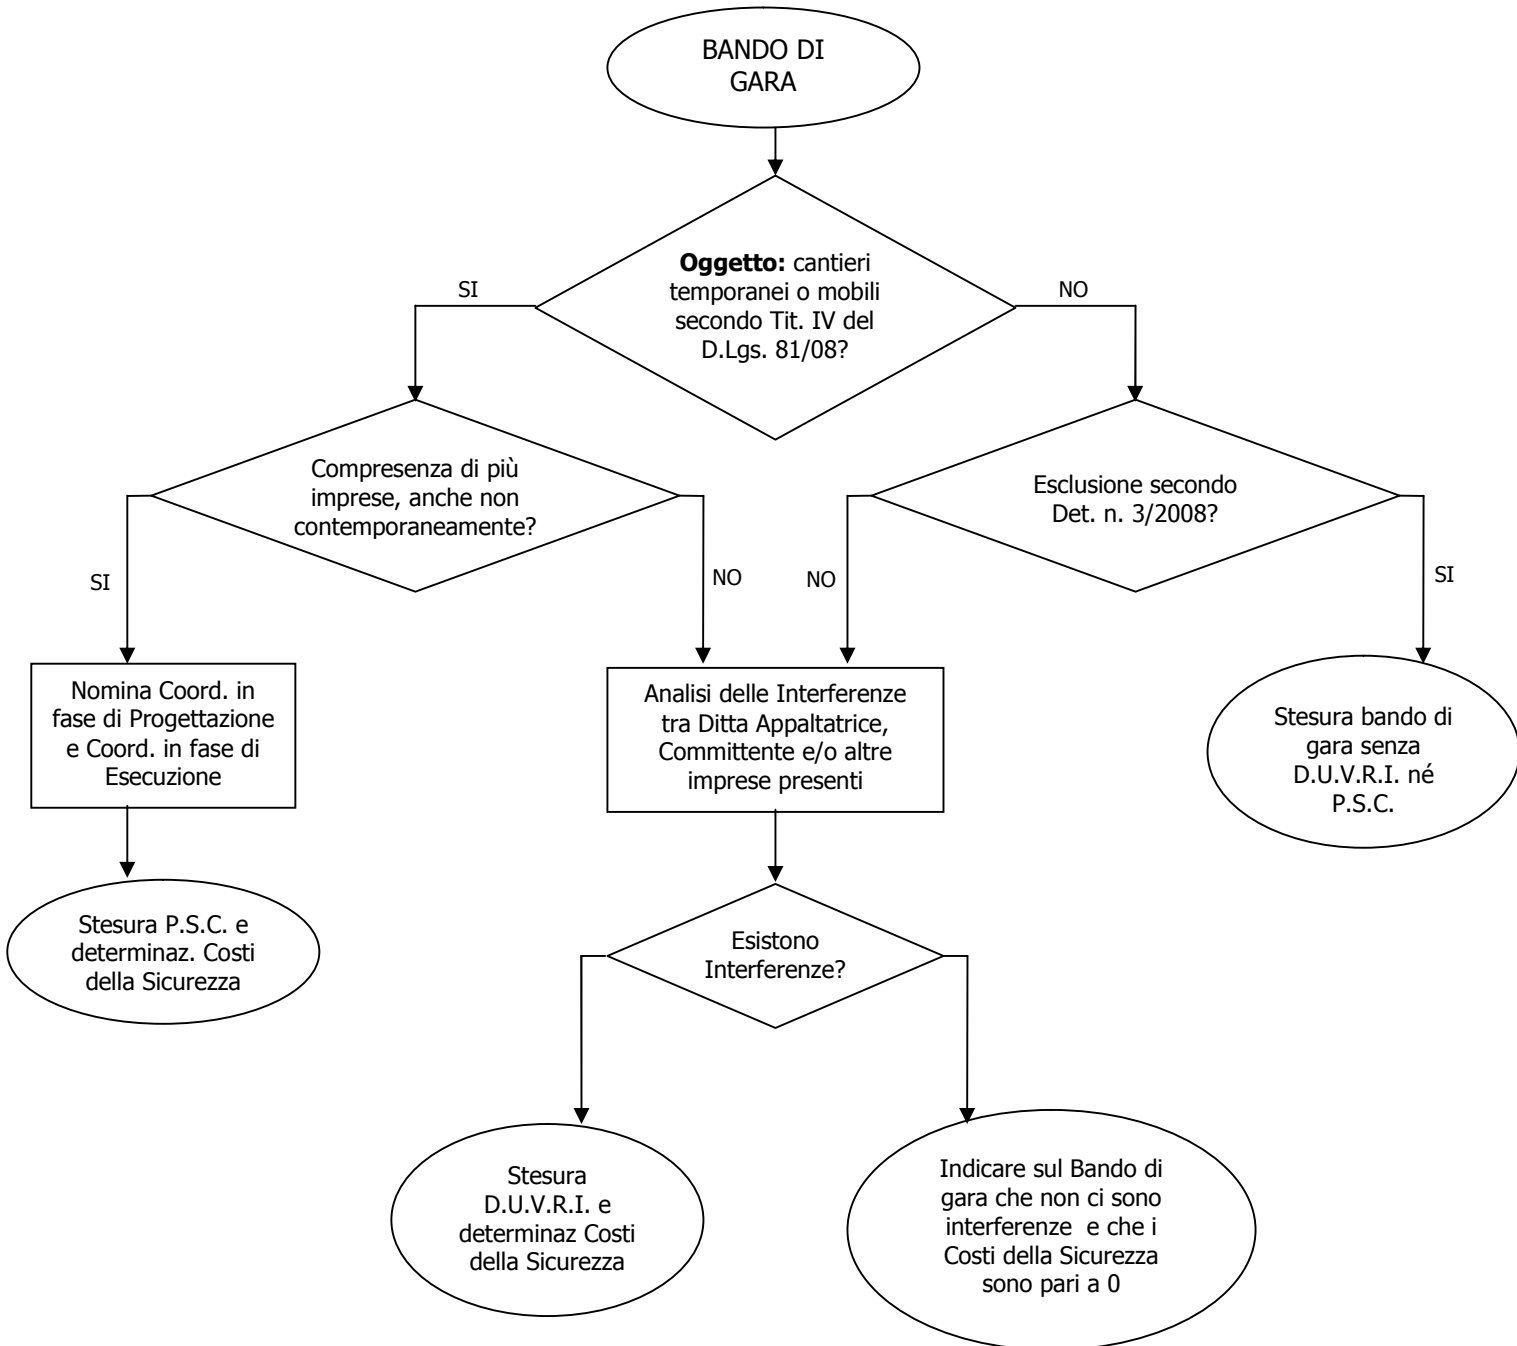 BANDO DI
GARA
Oggetto: cantieri
temporanei o mobili
secondo Tit. IV del
D.Lgs. 81/08?
SI
NO
Compresenza di più
imprese, anche non
contemporaneamente?
Esclusione secondo
Det. n. 3/2008?
SI
NO
NO
SI
Nomina Coord. in
fase di Progettazione
e Coord. in fase di
Esecuzione
Analisi delle Interferenze
tra Ditta Appaltatrice,
Committente e/o altre
imprese presenti
Stesura bando di
gara senza
D.U.V.R.I. né
P.S.C.
Stesura P.S.C. e
determinaz. Costi
della Sicurezza
Esistono
Interferenze?
Stesura
D.U.V.R.I. e
determinaz Costi
della Sicurezza
Indicare sul Bando di
gara che non ci sono
interferenze e che i
Costi della Sicurezza
sono pari a 0